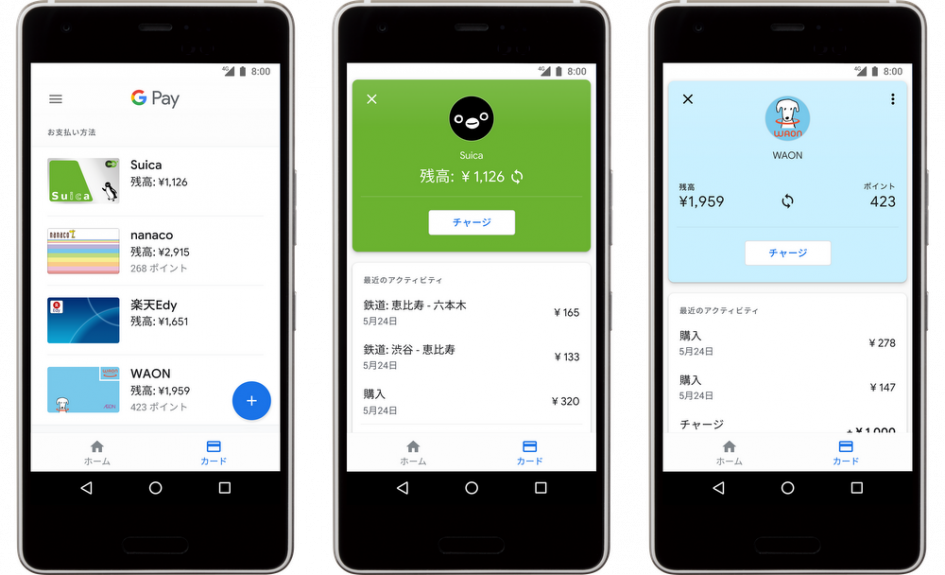 4G 8:00
G Pay
お支払い方法
Suica
Suica
残高: ¥1,126
nanaco
nanaco
残高: ¥2,915
268 ポイント
楽天Edy
残高: ¥1,651
WAON
残高: ¥1,959
423 ポイント
+
ホーム
カード
4G 8:00
Suica
残高: ¥1,126
チャージ
最近のアクティビティ
鉄道: 恵比寿 - 六本木
¥165
5月24日
鉄道: 渋谷 - 恵比寿
¥133
5月24日
購入
¥320
5月24日
ホーム
カード
4G 8:00
WAON
WAON
残高
ポイント
¥1,959
423
チャージ
最近のアクティビティ
購入
¥278
5月24日
購入
¥147
5月24日
チャージ
+ ¥1,000
ホーム
カード